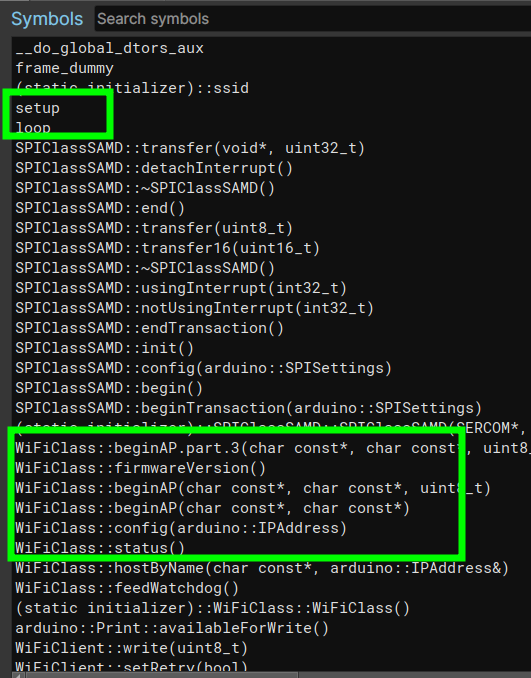 Symbols Search symbols
__do_global_dtors_aux
frame_dummy
(static initializer)::ssid
setup
loop
SPIClassSAMD::transfer(void*, uint32_t)
SPIClassSAMD::detachInterrupt()
SPIClassSAMD::~SPIClassSAMD()
SPIClassSAMD::end()
SPIClassSAMD::transfer(uint8_t)
SPIClassSAMD::transfer16(uint16_t)
SPIClassSAMD::~SPIClassSAMD()
SPIClassSAMD::usingInterrupt(int32_t)
SPIClassSAMD::notUsingInterrupt(int32_t)
SPIClassSAMD::endTransaction()
SPIClassSAMD::init()
SPIClassSAMD::config(arduino::SPISettings)
SPIClassSAMD::begin()
SPIClassSAMD::beginTransaction(arduino::SPISettings)
(static initializer)::SPIClassSAMD::SPIClassSAMD(SERCOM*,
WiFiClass::beginAP.part.3(char const*, char const*, uint8_
WiFiClass::firmwareVersion()
WiFiClass::beginAP(char const*, char const*, uint8_t)
WiFiClass::beginAP(char const*, char const*)
WiFiClass::config(arduino::IPAddress)
WiFiClass::status()
WiFiClass::hostByName(char const*, arduino::IPAddress&)
WiFiClass::feedWatchdog()
(static initializer)::WiFiClass::WiFiClass()
arduino::Print::availableForWrite()
WiFiClient::write(uint8_t)
WiFiClient::setRetry(bool)